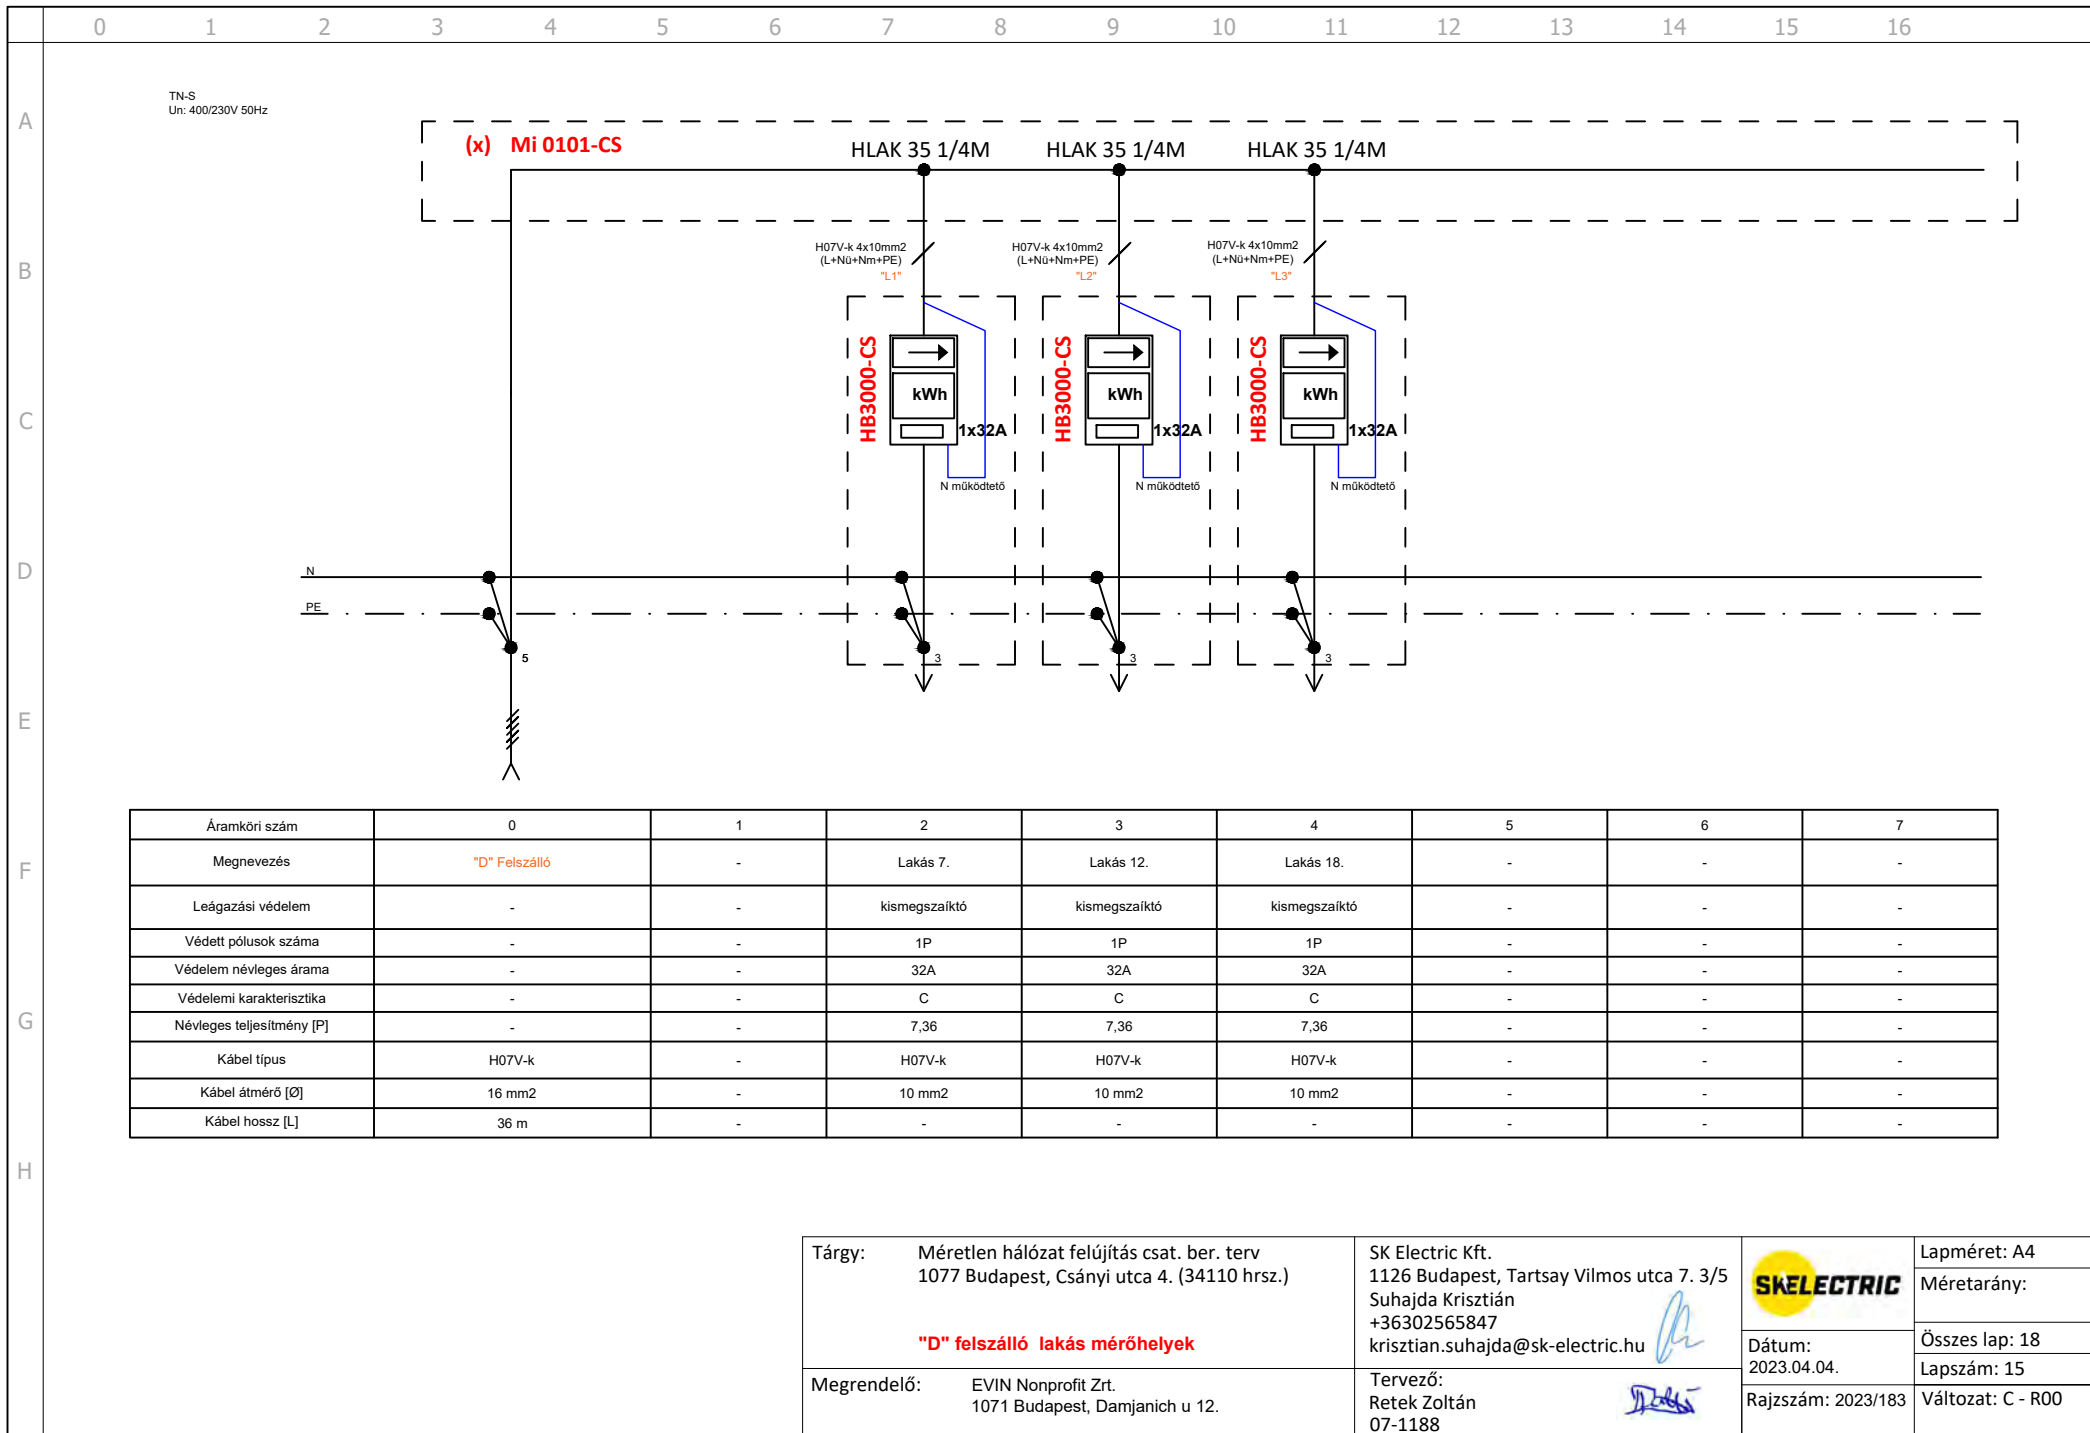 0 1 2 3 4 5 6 7 8 9 10 11 12 13 14 15 16
A
B
C
D
E
F
G
H
TN-S
Un: 400/230V 50Hz
(x) Mi 0101-CS
HLAK 35 1/4M HLAK 35 1/4M HLAK 35 1/4M
H07V-k 4x10mm2
(L+Nü+Nm+PE)
"L1"
H07V-k 4x10mm2
(L+Nü+Nm+PE)
"L2"
H07V-k 4x10mm2
(L+Nü+Nm+PE)
"L3"
HB3000-CS
kWh
1x32A
N működtető
HB3000-CS
kWh
1x32A
N működtető
HB3000-CS
kWh
1x32A
N működtető
N
PE
5 3 3 3
Áramköri szám 0 1 2 3 4 5 6 7
Megnevezés "D" Felszálló - Lakás 7. Lakás 12. Lakás 18. - - -
Leágazási védelem - - kismegszaíktó kismegszaíktó kismegszaíktó - - -
Védett pólusok száma - - 1P 1P 1P - - -
Védelem névleges árama - - 32A 32A 32A - - -
Védelemi karakterisztika - - C C C - - -
Névleges teljesítmény [P] - - 7,36 7,36 7,36 - - -
Kábel típus H07V-k - H07V-k H07V-k H07V-k - - -
Kábel átmérő [Ø] 16 mm2 - 10 mm2 10 mm2 10 mm2 - - -
Kábel hossz [L] 36 m - - - - - - -
Tárgy: Méretlen hálózat felújítás csat. ber. terv
1077 Budapest, Csányi utca 4. (34110 hrsz.)
"D" felszálló lakás mérőhelyek
Megrendelő: EVIN Nonprofit Zrt.
1071 Budapest, Damjanich u 12.
SK Electric Kft.
1126 Budapest, Tartsay Vilmos utca 7. 3/5
Suhajda Krisztián
+36302565847
krisztian.suhajda@sk-electric.hu
Tervező:
Retek Zoltán
07-1188
SKELECTRIC
Dátum:
2023.04.04.
Rajzszám: 2023/183
Lapméret: A4
Méretarány:
Összes lap: 18
Lapszám: 15
Változat: C - R00